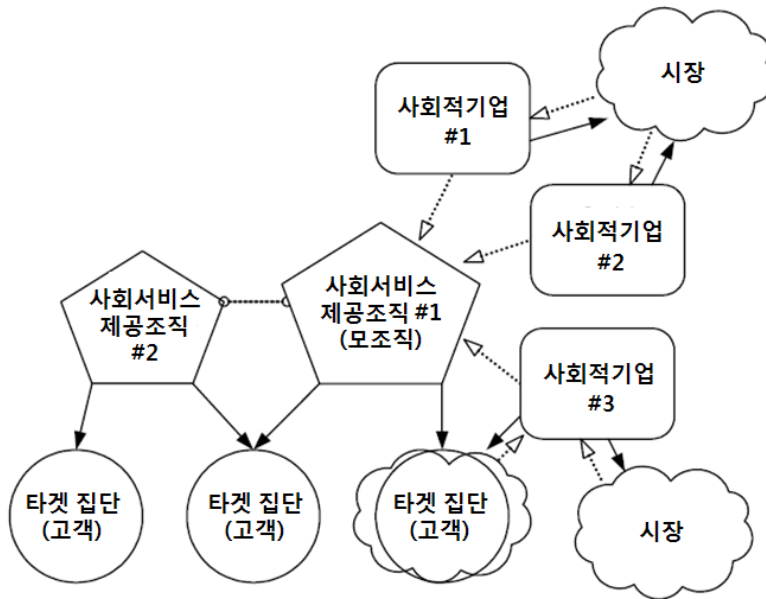 시장
사회적기업
#1
사회적기업
#2
사회서비스
제공조직
#2
사회서비스
제공조직 #1
(모조직)
사회적기업
#3
타겟 집단
(고객)
타겟 집단
(고객)
타겟 집단
(고객)
시장